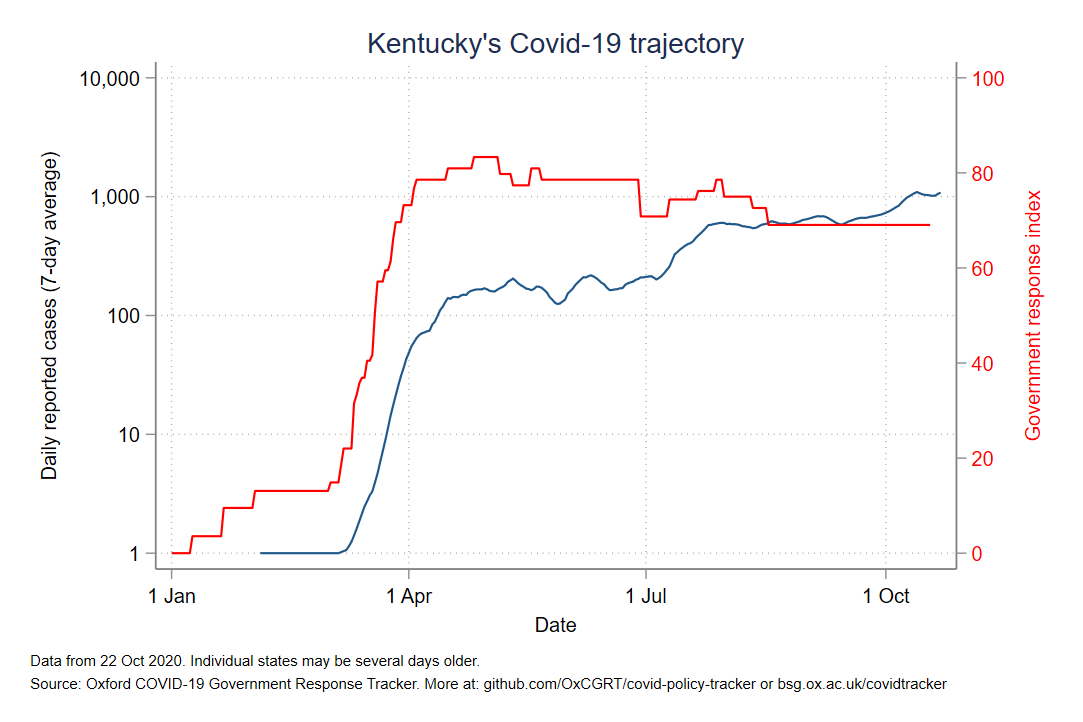 Kentucky's Covid-19 trajectory
Daily reported cases (7-day average)
10,000
1,000
100
10
1
100
80
60
40
20
0
Government response index
1 Jan
1 Apr
1 Jul
1 Oct
Date
Data from 22 Oct 2020. Individual states may be several days older.
Source: Oxford COVID-19 Government Response Tracker. More at: github.com/OxCGRT/covid-policy-tracker or bsg.ox.ac.uk/covidtracker